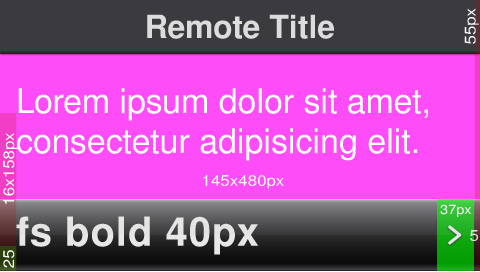 Remote Title
55px
Lorem ipsum dolor sit amet,
consectetur adipisicing elit.
16x158px
145x480px
fs bold 40px
37px
5
25